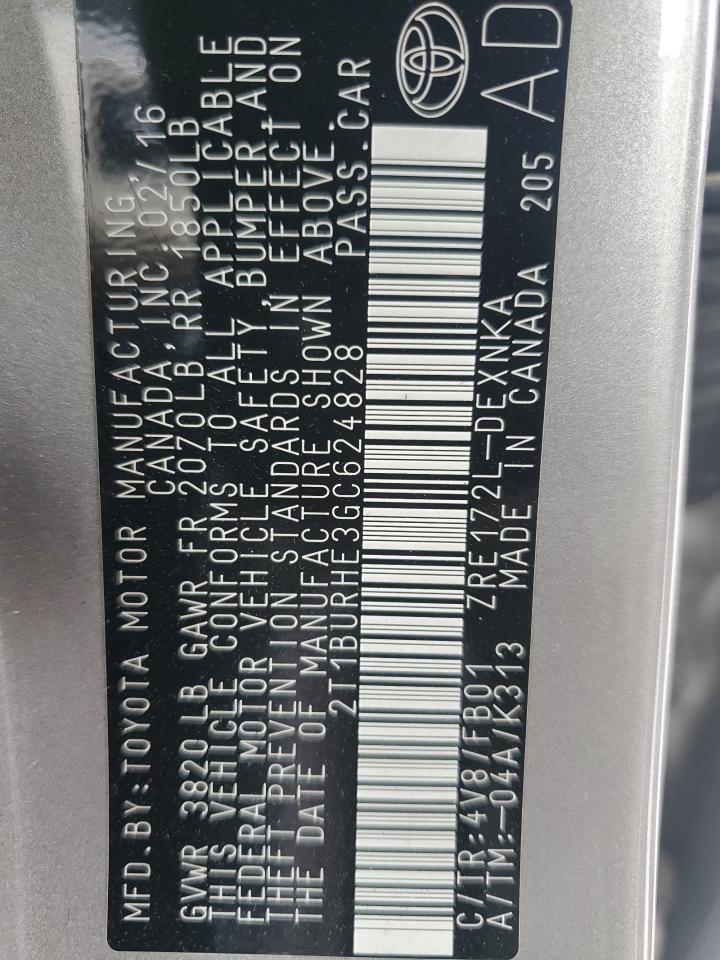 MFD.BY:TOYOTA MOTOR MANUFACTURING
CANADA, INC.02'/16
GVWR 3820LB GAWR FR 2070LB, RR 1850LB
THIS VEHICLE CONFORMS TO ALL APPLICABLE
FEDERAL MOTOR VEHICLE SAFETY, BUMPER, AND
THEFT PREVENTION STANDARDS IN EFFECT ON
THE DATE OF MANUFACTURE SHOWN ABOVE.
2T1BURHE3GC624828 PASS.CAR
C/TR:4V8/FB01 ZRE172L-DEXNKA
A/TM:-04A/K313 MADE IN CANADA 205
AD